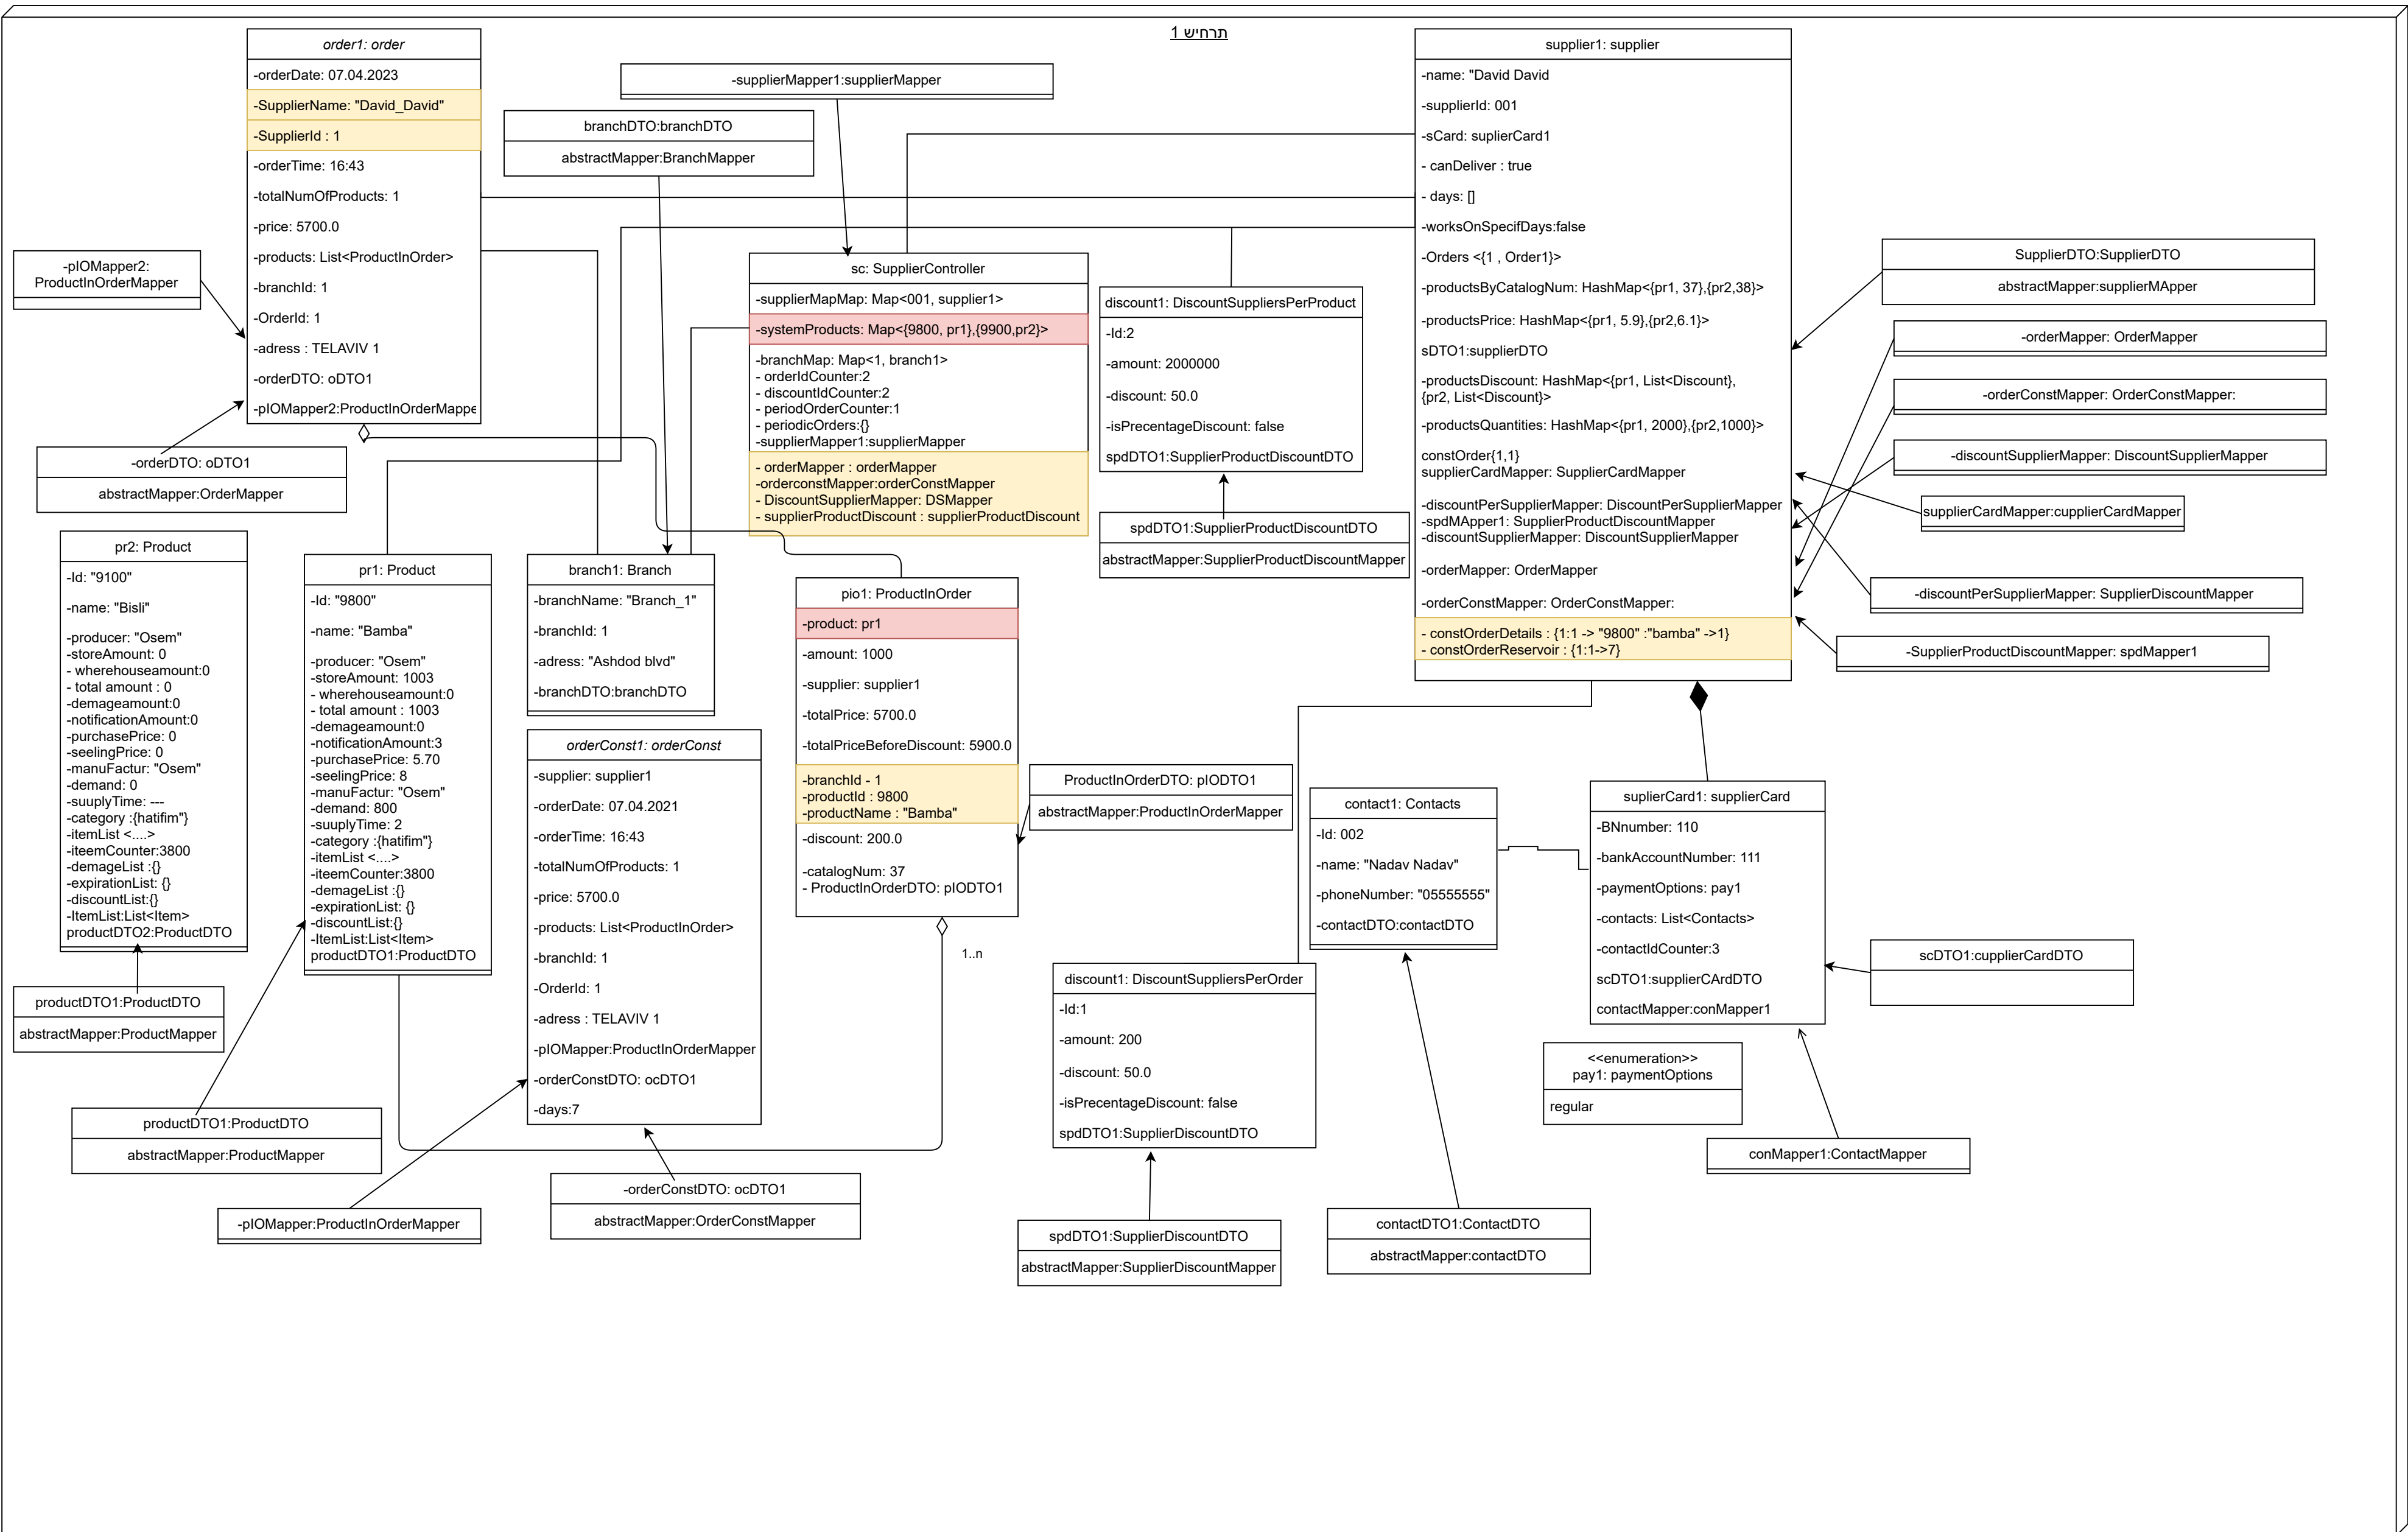 תרחיש 1
order1: order
-orderDate: 07.04.2023
-SupplierName: "David_David"
-SupplierId : 1
-orderTime: 16:43
-totalNumOfProducts: 1
-price: 5700.0
-products: List<ProductInOrder>
-branchId: 1
-OrderId: 1
-adress : TELAVIV 1
-orderDTO: oDTO1
-pIOMapper2:ProductInOrderMappe
-pIOMapper2:
ProductInOrderMapper
-orderDTO: oDTO1
abstractMapper:OrderMapper
-supplierMapper1:supplierMapper
branchDTO:branchDTO
abstractMapper:BranchMapper
sc: SupplierController
-supplierMapMap: Map<001, supplier1>
-systemProducts: Map<{9800, pr1},{9900,pr2}>
-branchMap: Map<1, branch1>
- orderIdCounter:2
- discountIdCounter:2
- periodOrderCounter:1
- periodicOrders:{}
-supplierMapper1:supplierMapper
- orderMapper : orderMapper
-orderconstMapper:orderConstMapper
- DiscountSupplierMapper: DSMapper
- supplierProductDiscount : supplierProductDiscount
discount1: DiscountSuppliersPerProduct
-Id:2
-amount: 2000000
-discount: 50.0
-isPrecentageDiscount: false
spdDTO1:SupplierProductDiscountDTO
spdDTO1:SupplierProductDiscountDTO
abstractMapper:SupplierProductDiscountMapper
supplier1: supplier
-name: "David David
-supplierId: 001
-sCard: suplierCard1
- canDeliver : true
- days: []
-worksOnSpecifDays:false
-Orders <{1 , Order1}>
-productsByCatalogNum: HashMap<{pr1, 37},{pr2,38}>
-productsPrice: HashMap<{pr1, 5.9},{pr2,6.1}>
sDTO1:supplierDTO
-productsDiscount: HashMap<{pr1, List<Discount},
{pr2, List<Discount}>
-productsQuantities: HashMap<{pr1, 2000},{pr2,1000}>
constOrder{1,1}
supplierCardMapper: SupplierCardMapper
-discountPerSupplierMapper: DiscountPerSupplierMapper
-spdMApper1: SupplierProductDiscountMapper
-discountSupplierMapper: DiscountSupplierMapper
-orderMapper: OrderMapper
-orderConstMapper: OrderConstMapper:
- constOrderDetails : {1:1 -> "9800" :"bamba" ->1}
- constOrderReservoir : {1:1->7}
SupplierDTO:SupplierDTO
abstractMapper:supplierMApper
-orderMapper: OrderMapper
-orderConstMapper: OrderConstMapper:
-discountSupplierMapper: DiscountSupplierMapper
supplierCardMapper:cupplierCardMapper
-discountPerSupplierMapper: SupplierDiscountMapper
-SupplierProductDiscountMapper: spdMapper1
pr2: Product
-Id: "9100"
-name: "Bisli"
-producer: "Osem"
-storeAmount: 0
- wherehouseamount:0
- total amount : 0
-demageamount:0
-notificationAmount:0
-purchasePrice: 0
-seelingPrice: 0
-manuFactur: "Osem"
-demand: 0
-suuplyTime: ---
-category :{hatifim"}
-itemList <....>
-iteemCounter:3800
-demageList :{}
-expirationList: {}
-discountList:{}
-ItemList:List<Item>
productDTO2:ProductDTO
productDTO1:ProductDTO
abstractMapper:ProductMapper
pr1: Product
-Id: "9800"
-name: "Bamba"
-producer: "Osem"
-storeAmount: 1003
- wherehouseamount:0
- total amount : 1003
-demageamount:0
-notificationAmount:3
-purchasePrice: 5.70
-seelingPrice: 8
-manuFactur: "Osem"
-demand: 800
-suuplyTime: 2
-category :{hatifim"}
-itemList <....>
-iteemCounter:3800
-demageList :{}
-expirationList: {}
-discountList:{}
-ItemList:List<Item>
productDTO1:ProductDTO
productDTO1:ProductDTO
abstractMapper:ProductMapper
branch1: Branch
-branchName: "Branch_1"
-branchId: 1
-adress: "Ashdod blvd"
-branchDTO:branchDTO
orderConst1: orderConst
-supplier: supplier1
-orderDate: 07.04.2021
-orderTime: 16:43
-totalNumOfProducts: 1
-price: 5700.0
-products: List<ProductInOrder>
-branchId: 1
-OrderId: 1
-adress : TELAVIV 1
-pIOMapper:ProductInOrderMapper
-orderConstDTO: ocDTO1
-days:7
-pIOMapper:ProductInOrderMapper
-orderConstDTO: ocDTO1
abstractMapper:OrderConstMapper
pio1: ProductInOrder
-product: pr1
-amount: 1000
-supplier: supplier1
-totalPrice: 5700.0
-totalPriceBeforeDiscount: 5900.0
-branchId - 1
-productId : 9800
-productName : "Bamba"
-discount: 200.0
-catalogNum: 37
- ProductInOrderDTO: pIODTO1
1..n
ProductInOrderDTO: pIODTO1
abstractMapper:ProductInOrderMapper
discount1: DiscountSuppliersPerOrder
-Id:1
-amount: 200
-discount: 50.0
-isPrecentageDiscount: false
spdDTO1:SupplierDiscountDTO
spdDTO1:SupplierDiscountDTO
abstractMapper:SupplierDiscountMapper
contact1: Contacts
-Id: 002
-name: "Nadav Nadav"
-phoneNumber: "05555555"
-contactDTO:contactDTO
contactDTO1:ContactDTO
abstractMapper:contactDTO
suplierCard1: supplierCard
-BNnumber: 110
-bankAccountNumber: 111
-paymentOptions: pay1
-contacts: List<Contacts>
-contactIdCounter:3
scDTO1:supplierCArdDTO
contactMapper:conMapper1
scDTO1:cupplierCardDTO
<<enumeration>>
pay1: paymentOptions
regular
conMapper1:ContactMapper